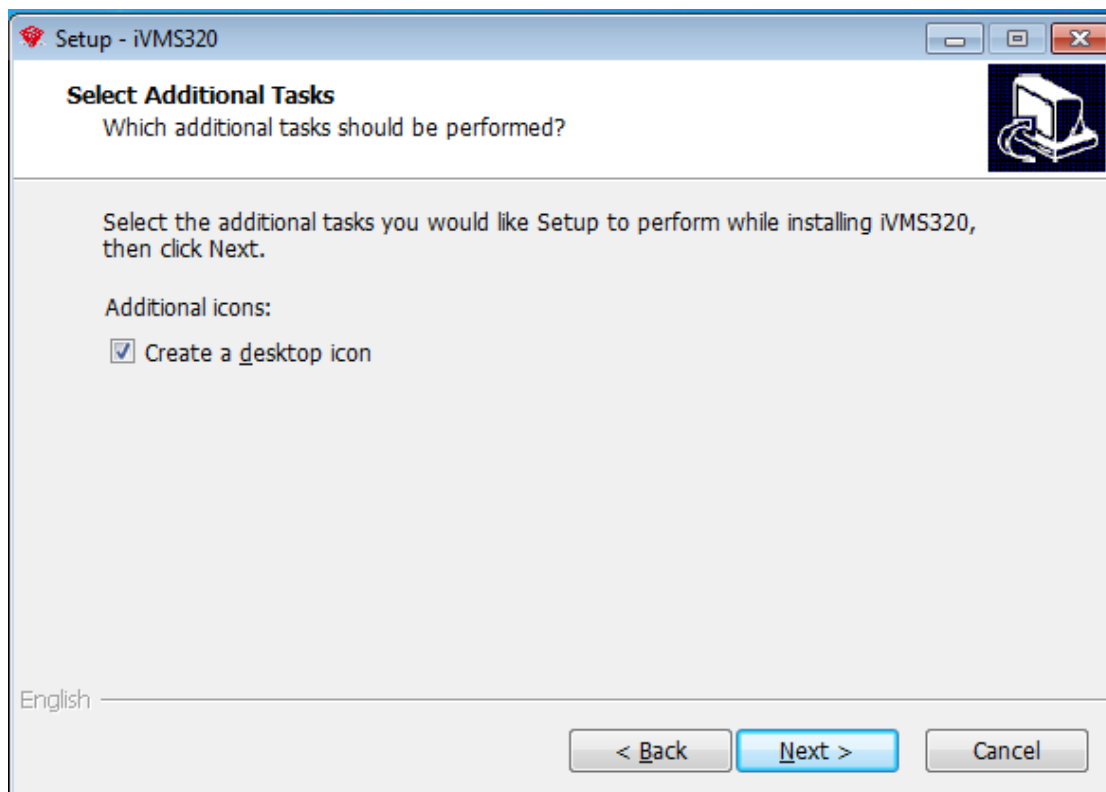 Setup - iVMS320
Select Additional Tasks
Which additional tasks should be performed?
Select the additional tasks you would like Setup to perform while installing iVMS320,
then click Next.
Additional icons:
Create a desktop icon
English
< Back Next > Cancel